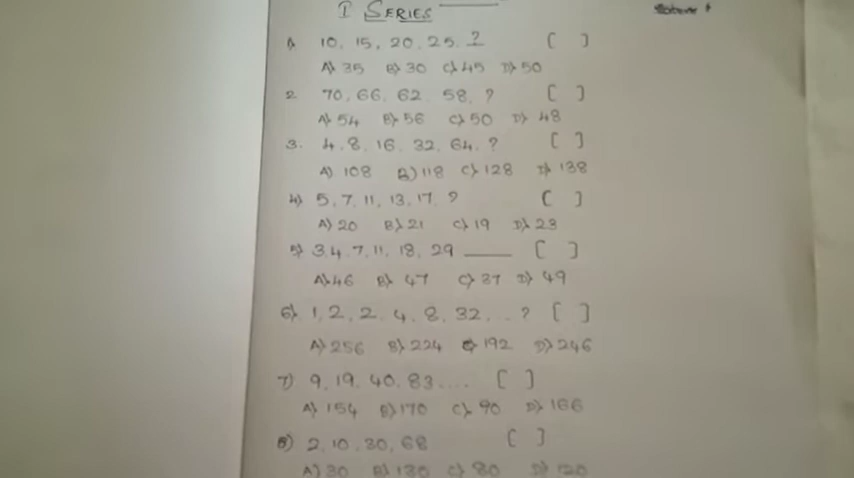 I SERIES
1. 10, 15, 20, 25, ? [ ]
A) 35 B) 30 C) 45 D) 50
2. 70, 66, 62, 58, ? [ ]
A) 54 B) 56 C) 50 D) 48
3. 4, 8, 16, 32, 64, ? [ ]
A) 108 B) 118 C) 128 D) 138
4) 5, 7, 11, 13, 17, ? [ ]
A) 20 B) 21 C) 19 D) 23
5) 3, 4, 7, 11, 18, 29 ____ [ ]
A) 46 B) 47 C) 37 D) 49
6) 1, 2, 2, 4, 8, 32, ..? [ ]
A) 256 B) 224 C) 192 D) 246
7) 9, 19, 40, 83.... [ ]
A) 154 B) 170 C) 90 D) 166
8) 2, 10, 30, 68 [ ]
A) 30 B) 130 C) 80 D) 120